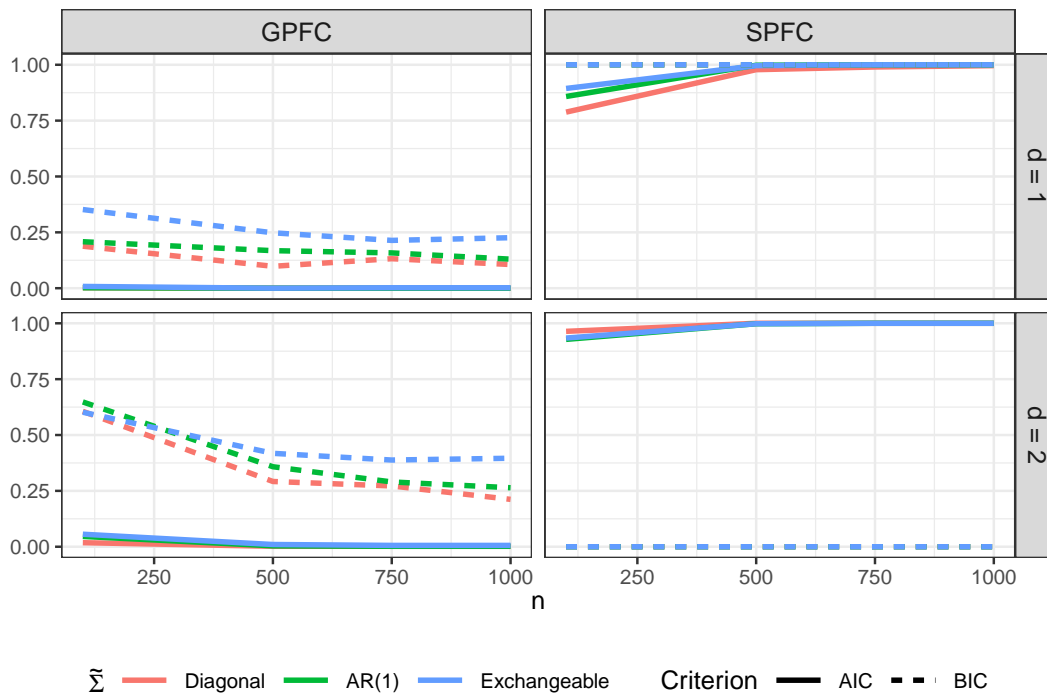 GPFC SPFC
1.00
0.75
0.50
0.25
0.00
d = 1
1.00
0.75
0.50
0.25
0.00
d = 2
250 500 750 1000 250 500 750 1000
n
Σ̃ Diagonal AR(1) Exchangeable Criterion AIC BIC